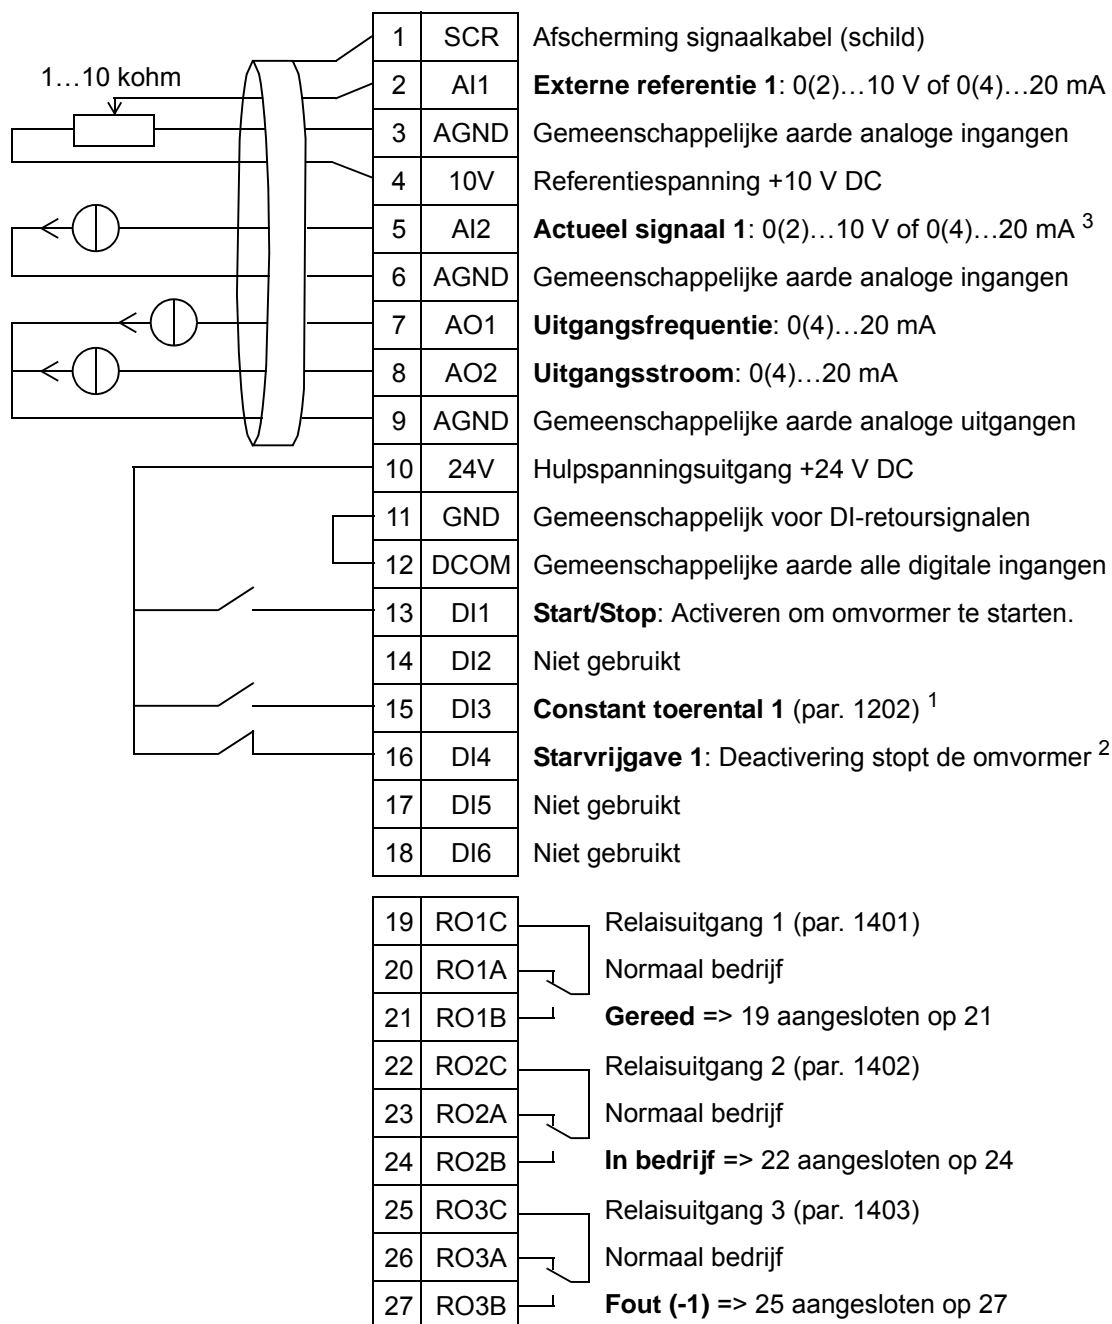 1…10 kohm
1 SCR Afscherming signaalkabel (schild)
2 AI1 Externe referentie 1: 0(2)…10 V of 0(4)…20 mA
3 AGND Gemeenschappelijke aarde analoge ingangen
4 10V Referentiespanning +10 V DC
5 AI2 Actueel signaal 1: 0(2)…10 V of 0(4)…20 mA 3
6 AGND Gemeenschappelijke aarde analoge ingangen
7 AO1 Uitgangsfrequentie: 0(4)…20 mA
8 AO2 Uitgangsstroom: 0(4)…20 mA
9 AGND Gemeenschappelijke aarde analoge uitgangen
10 24V Hulpspanningsuitgang +24 V DC
11 GND Gemeenschappelijk voor DI-retoursignalen
12 DCOM Gemeenschappelijke aarde alle digitale ingangen
13 DI1 Start/Stop: Activeren om omvormer te starten.
14 DI2 Niet gebruikt
15 DI3 Constant toerental 1 (par. 1202) 1
16 DI4 Starvrijgave 1: Deactivering stopt de omvormer 2
17 DI5 Niet gebruikt
18 DI6 Niet gebruikt
19 RO1C Relaisuitgang 1 (par. 1401)
20 RO1A Normaal bedrijf
21 RO1B Gereed => 19 aangesloten op 21
22 RO2C Relaisuitgang 2 (par. 1402)
23 RO2A Normaal bedrijf
24 RO2B In bedrijf => 22 aangesloten op 24
25 RO3C Relaisuitgang 3 (par. 1403)
26 RO3A Normaal bedrijf
27 RO3B Fout (-1) => 25 aangesloten op 27